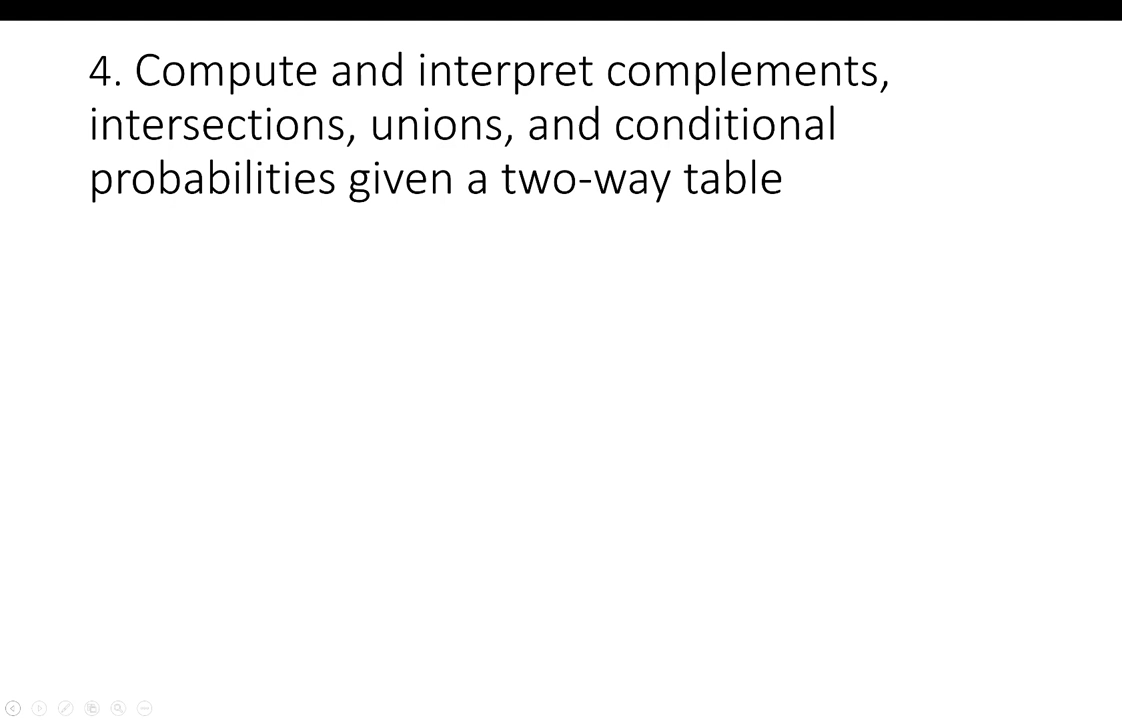 4. Compute and interpret complements,
intersections, unions, and conditional
probabilities given a two-way table